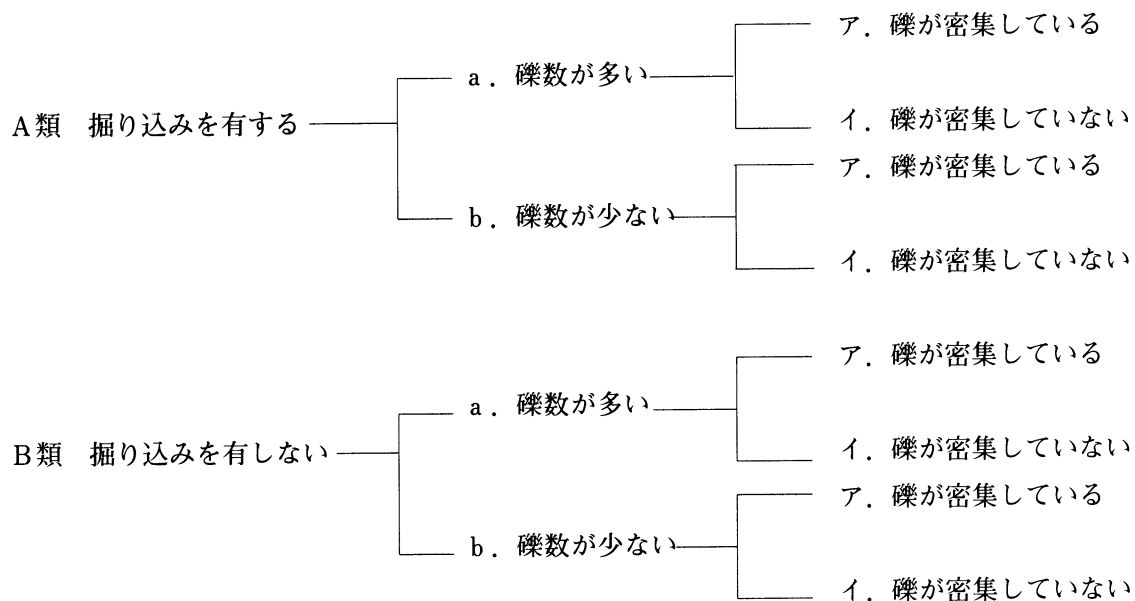 A類 掘り込みを有する
a．礫数が多い
ア．礫が密集している
イ．礫が密集していない
b．礫数が少ない
ア．礫が密集している
イ．礫が密集していない
B類 掘り込みを有しない
a．礫数が多い
ア．礫が密集している
イ．礫が密集していない
b．礫数が少ない
ア．礫が密集している
イ．礫が密集していない